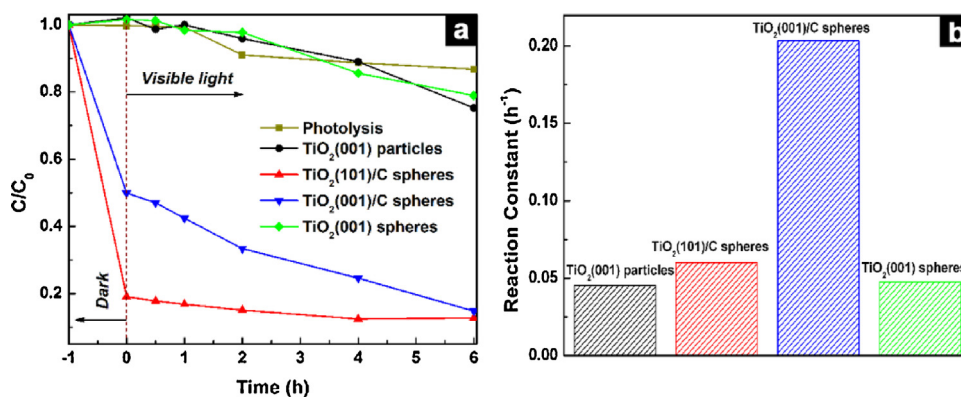 a
1.0
0.8
0.6
0.4
0.2
C/C₀
Visible light
Photolysis
TiO₂(001) particles
TiO₂(101)/C spheres
TiO₂(001)/C spheres
TiO₂(001) spheres
Dark
-1 0 1 2 3 4 5 6
Time (h)
b
0.20
0.15
0.10
0.05
0.00
Reaction Constant (h⁻¹)
TiO₂(001)/C spheres
TiO₂(101)/C spheres
TiO₂(001) particles
TiO₂(001) spheres